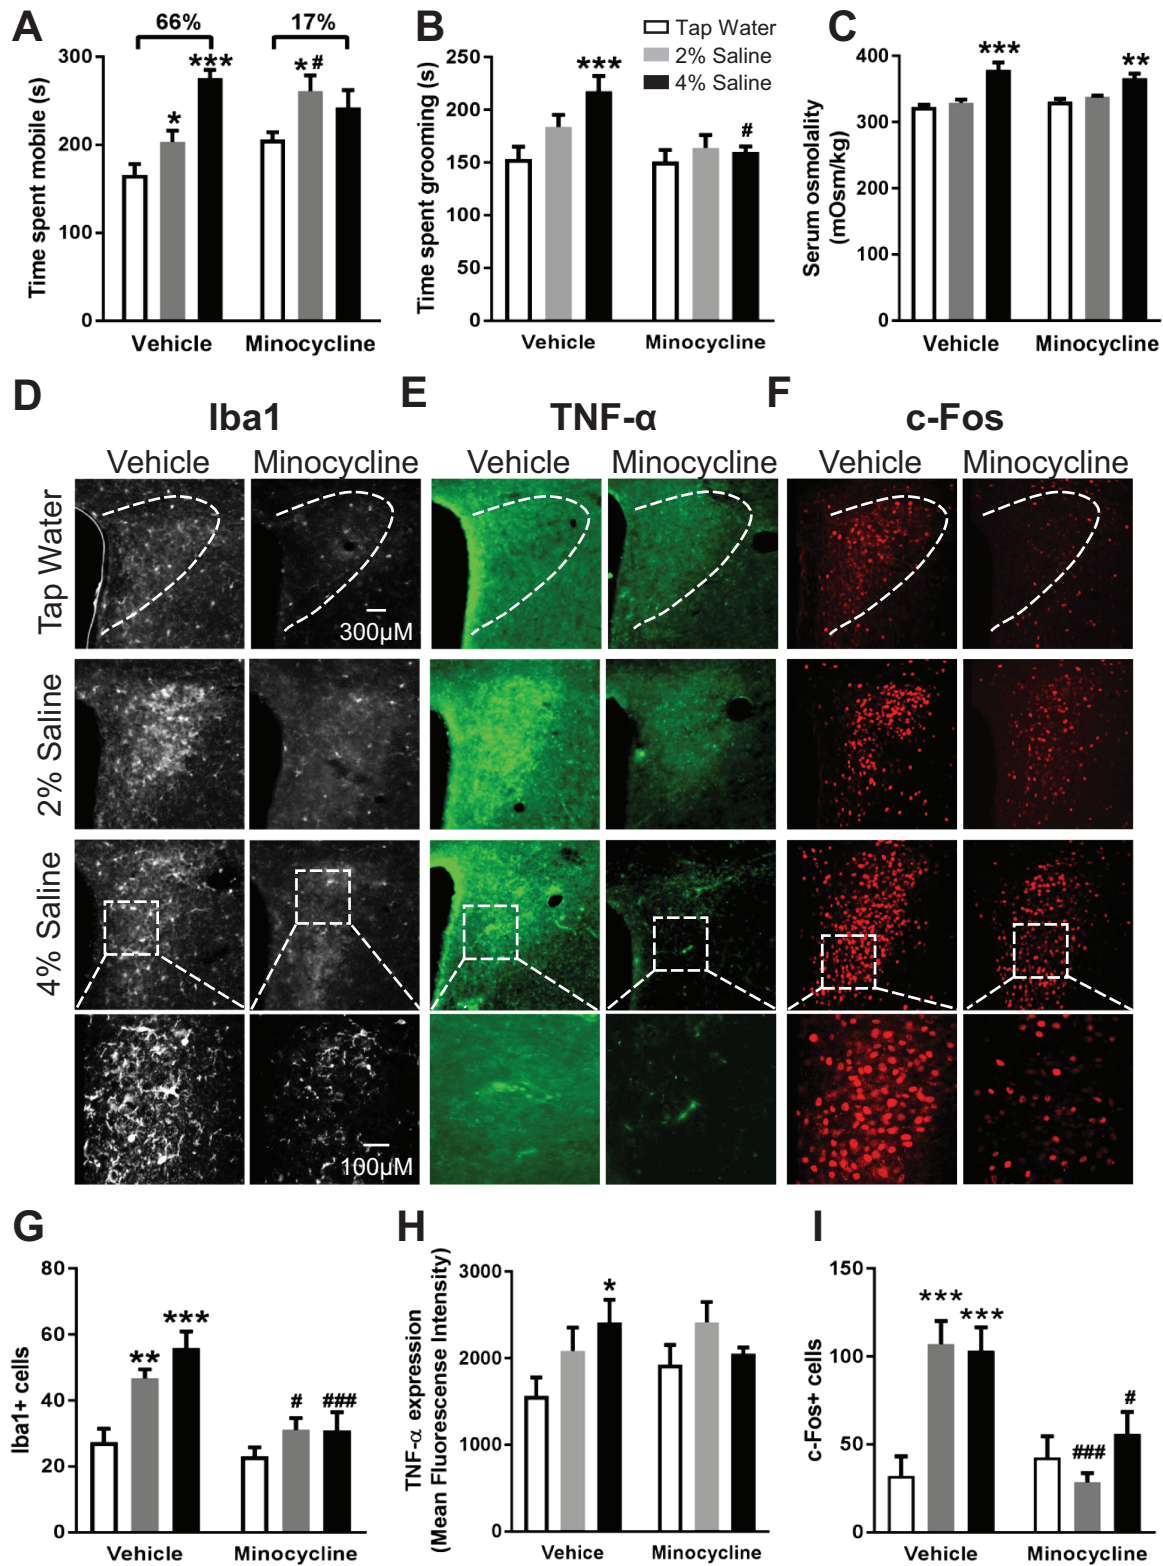 A
B
C
66%
17%
***
*
*#
Time spent mobile (s)
300
200
100
0
Vehicle
Minocycline
Tap Water
2% Saline
4% Saline
***
#
Time spent grooming (s)
250
200
150
100
50
0
Vehicle
Minocycline
***
**
Serum osmolality
(mOsm/kg)
400
300
200
100
0
Vehicle
Minocycline
D
E
F
Iba1
TNF-α
c-Fos
Vehicle
Minocycline
Vehicle
Minocycline
Vehicle
Minocycline
Tap Water
300µM
2% Saline
4% Saline
100µM
G
H
I
Iba1+ cells
80
60
40
20
0
**
***
#
###
Vehicle
Minocycline
TNF-α expression
(Mean Fluorescense Intensity)
3000
2000
1000
0
*
Vehice
Minocycline
c-Fos+ cells
150
100
50
0
***
***
###
#
Vehicle
Minocycline